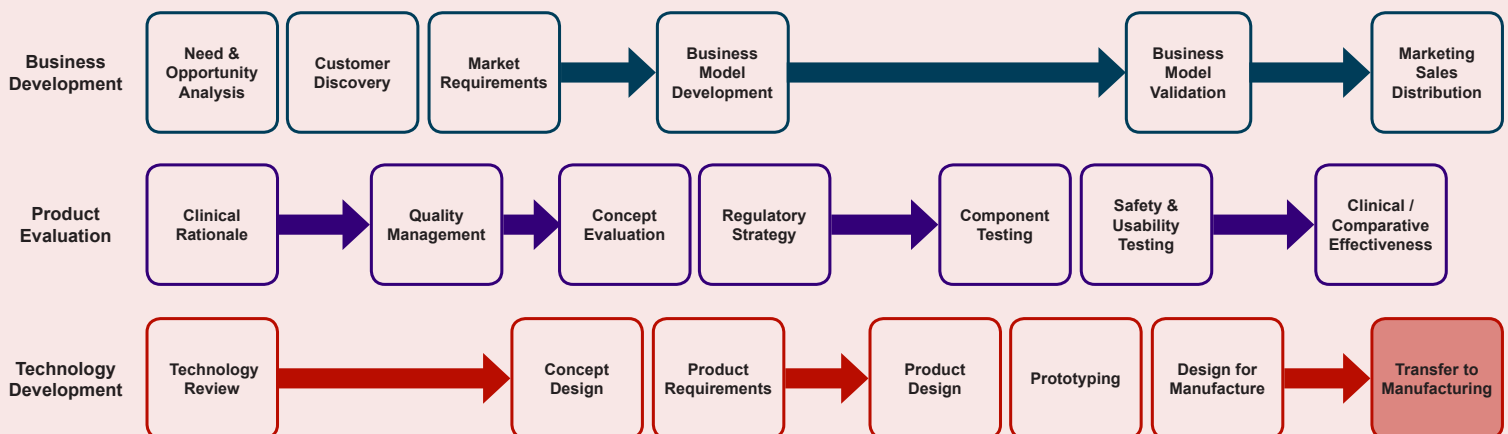 Business
Development
Need &
Opportunity
Analysis
Customer
Discovery
Market
Requirements
Business
Model
Development
Business
Model
Validation
Marketing
Sales
Distribution
Product
Evaluation
Clinical
Rationale
Quality
Management
Concept
Evaluation
Regulatory
Strategy
Component
Testing
Safety &
Usability
Testing
Clinical /
Comparative
Effectiveness
Technology
Development
Technology
Review
Concept
Design
Product
Requirements
Product
Design
Prototyping
Design for
Manufacture
Transfer to
Manufacturing